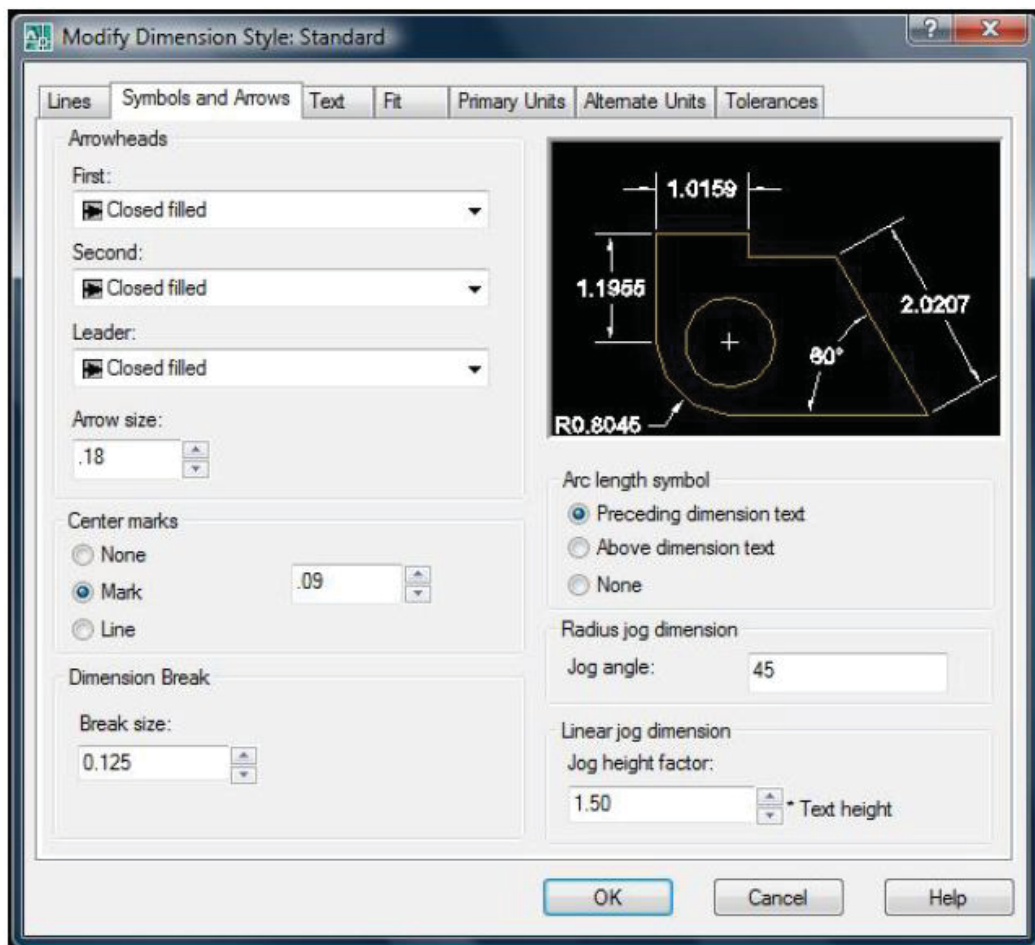 Modify Dimension Style: Standard
Lines Symbols and Arrows Text Fit Primary Units Alternate Units Tolerances
Arrowheads
First:
Closed filled
Second:
Closed filled
Leader:
Closed filled
Arrow size:
.18
Center marks
None
Mark
.09
Line
Dimension Break
Break size:
0.125
1.0159
1.1955
2.0207
60°
R0.8045
Arc length symbol
Preceding dimension text
Above dimension text
None
Radius jog dimension
Jog angle: 45
Linear jog dimension
Jog height factor:
1.50 * Text height
OK Cancel Help